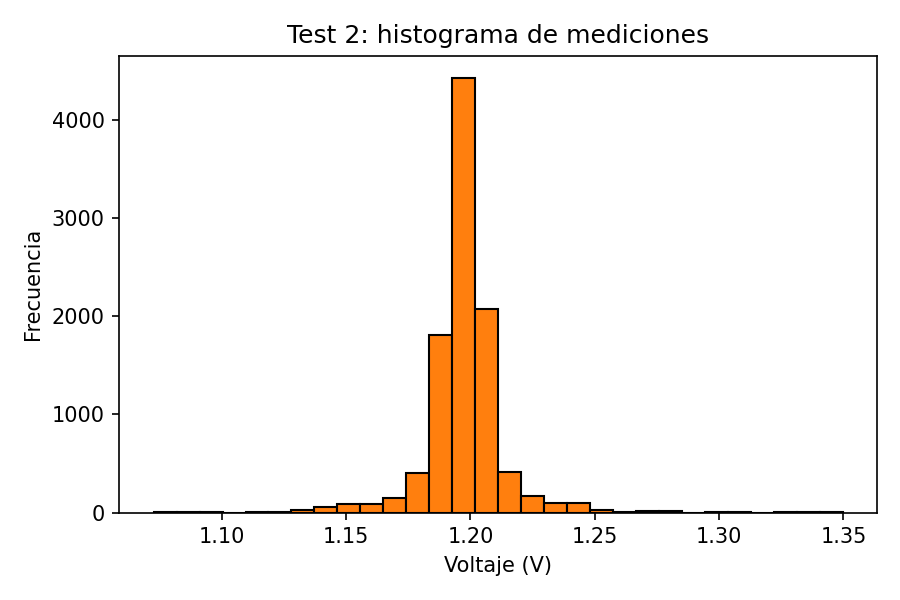 Test 2: histograma de mediciones
Frecuencia
4000
3000
2000
1000
0
1.10 1.15 1.20 1.25 1.30 1.35
Voltaje (V)